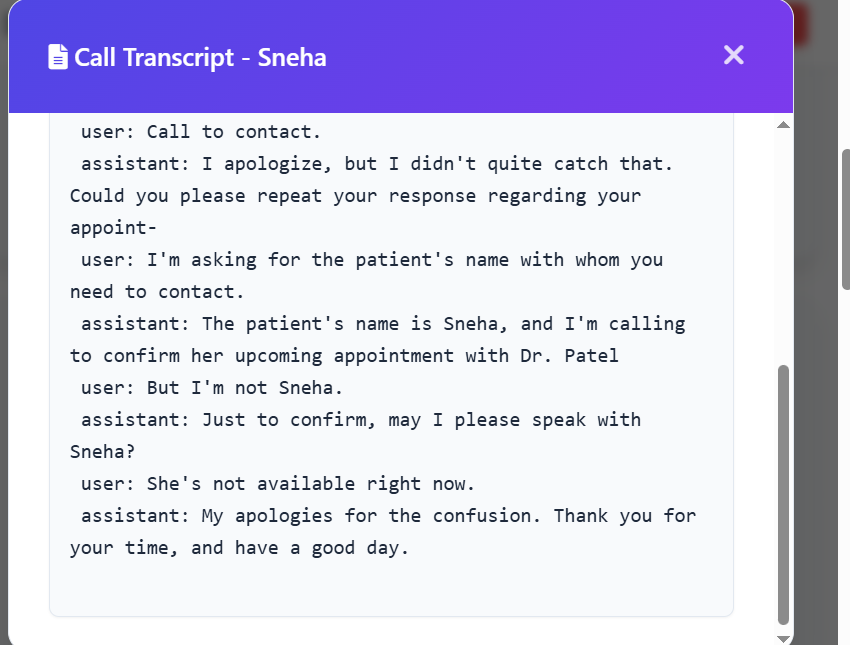 Call Transcript - Sneha
user: Call to contact.
assistant: I apologize, but I didn't quite catch that.
Could you please repeat your response regarding your
appoint-
user: I'm asking for the patient's name with whom you
need to contact.
assistant: The patient's name is Sneha, and I'm calling
to confirm her upcoming appointment with Dr. Patel
user: But I'm not Sneha.
assistant: Just to confirm, may I please speak with
Sneha?
user: She's not available right now.
assistant: My apologies for the confusion. Thank you for
your time, and have a good day.